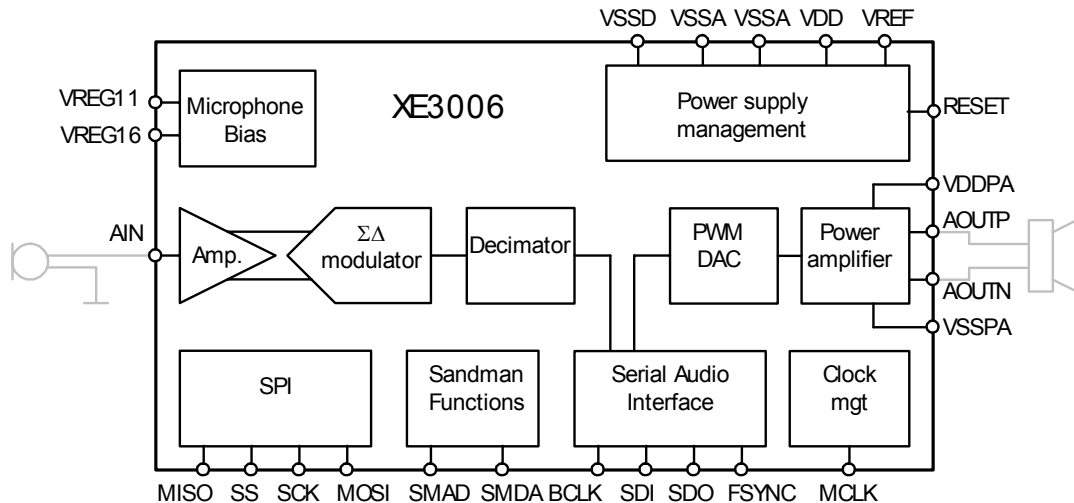 VSSD VSSA VSSA VDD VREF
VREG11
VREG16
Microphone
Bias
XE3006
Power supply
management
RESET
VDDPA
AIN
Amp.
ΣΔ
modulator
Decimator
PWM
DAC
Power
amplifier
AOUTP
AOUTN
VSSPA
SPI
Sandman
Functions
Serial Audio
Interface
Clock
mgt
MISO SS SCK MOSI SMAD SMDA BCLK SDI SDO FSYNC MCLK